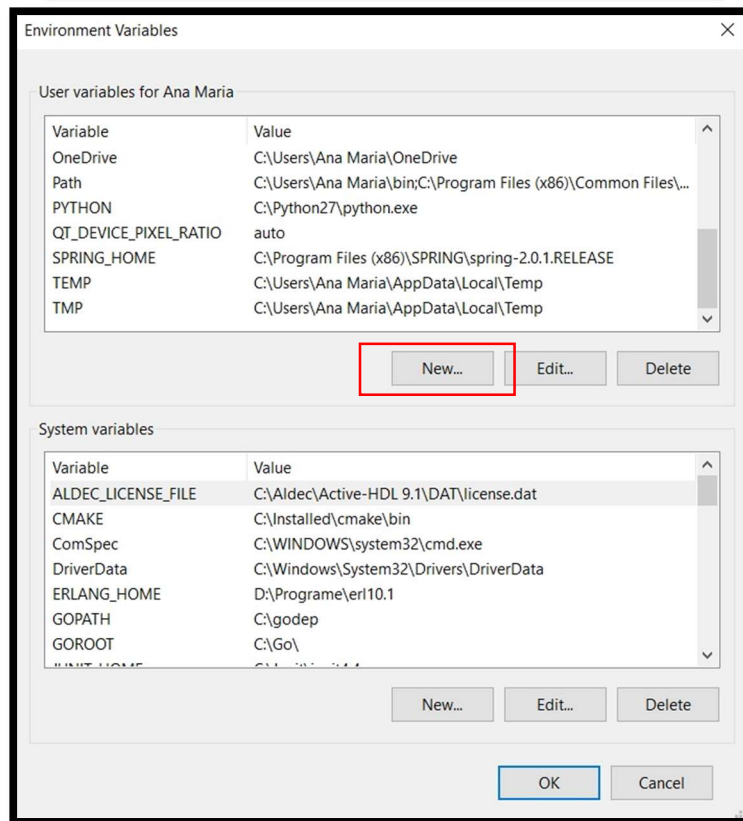 Environment Variables
User variables for Ana Maria
Variable Value
OneDrive C:\Users\Ana Maria\OneDrive
Path C:\Users\Ana Maria\bin;C:\Program Files (x86)\Common Files\...
PYTHON C:\Python27\python.exe
QT_DEVICE_PIXEL_RATIO auto
SPRING_HOME C:\Program Files (x86)\SPRING\spring-2.0.1.RELEASE
TEMP C:\Users\Ana Maria\AppData\Local\Temp
TMP C:\Users\Ana Maria\AppData\Local\Temp
New... Edit... Delete
System variables
Variable Value
ALDEC_LICENSE_FILE C:\Aldec\Active-HDL 9.1\DAT\license.dat
CMAKE C:\Installed\cmake\bin
ComSpec C:\WINDOWS\system32\cmd.exe
DriverData C:\Windows\System32\Drivers\DriverData
ERLANG_HOME D:\Programe\erl10.1
GOPATH C:\godep
GOROOT C:\Go\
New... Edit... Delete
OK Cancel